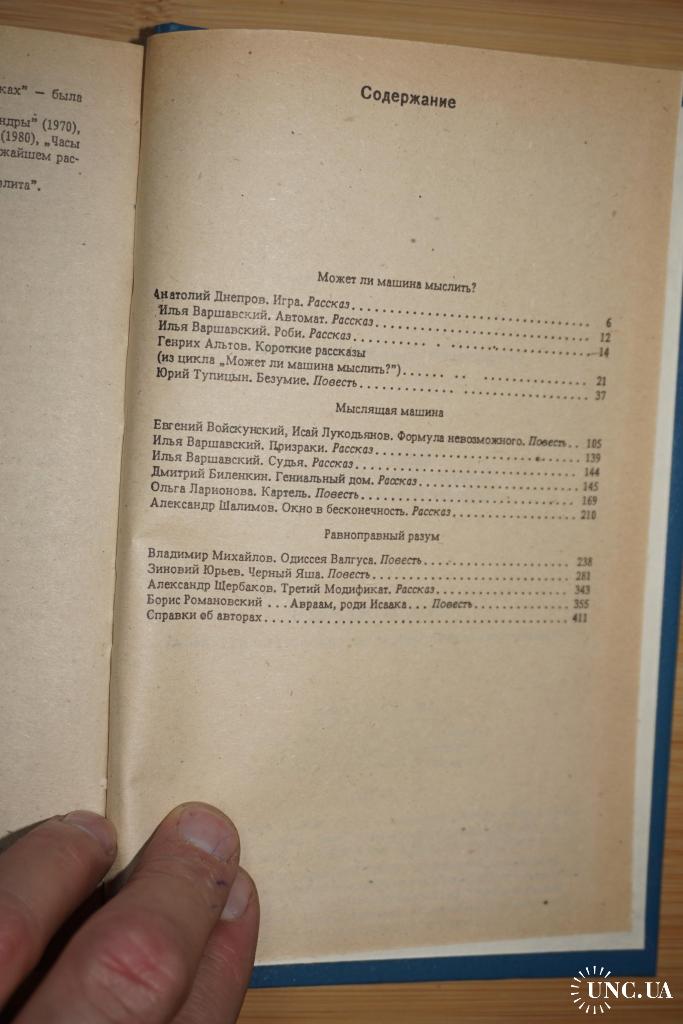 ках” — была
ндры” (1970),
(1980), „Часы
жайшем рас-
элита”.
Содержание
Может ли машина мыслить?
Анатолий Днепров. Игра. Рассказ. . . . . . . . . . . . . . . . . . . . . . . 6
Илья Варшавский. Автомат. Рассказ. . . . . . . . . . . . . . . . . . . . 12
Илья Варшавский. Роби. Рассказ. . . . . . . . . . . . . . . . . . . . . . 14
Генрих Альтов. Короткие рассказы
(из цикла „Может ли машина мыслить?”). . . . . . . . . . . . . . . . . 21
Юрий Тупицын. Безумие. Повесть. . . . . . . . . . . . . . . . . . . . . . 37
Мыслящая машина
Евгений Войскунский, Исай Лукодьянов. Формула невозможного. Повесть. . 105
Илья Варшавский. Призраки. Рассказ. . . . . . . . . . . . . . . . . . . . 139
Илья Варшавский. Судья. Рассказ. . . . . . . . . . . . . . . . . . . . . . 144
Дмитрий Биленкин. Гениальный дом. Рассказ. . . . . . . . . . . . . . . 145
Ольга Ларионова. Картель. Повесть. . . . . . . . . . . . . . . . . . . . . 169
Александр Шалимов. Окно в бесконечность. Рассказ. . . . . . . . . . . . 210
Равноправный разум
Владимир Михайлов. Одиссея Валгуса. Повесть. . . . . . . . . . . . . . . 238
Зиновий Юрьев. Черный Яша. Повесть. . . . . . . . . . . . . . . . . . . . 281
Александр Щербаков. Третий Модификат. Рассказ. . . . . . . . . . . . . . 343
Борис Романовский . . . Авраам, роди Исаака . . . Повесть. . . . . . . . . . 355
Справки об авторах. . . . . . . . . . . . . . . . . . . . . . . . . . . . . . . 411
UNC.UA